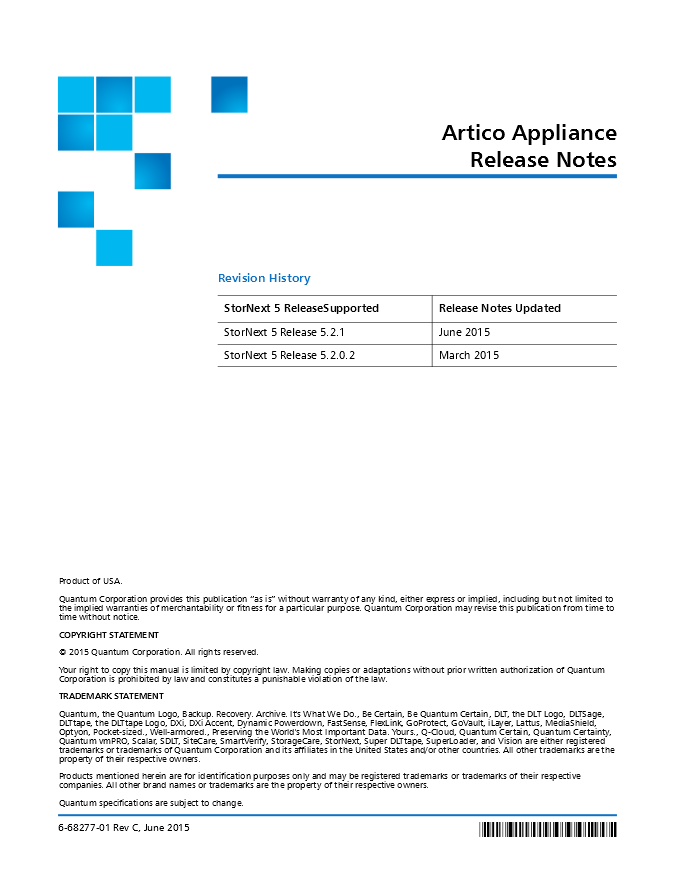 Artico Appliance
Release Notes
Revision History
StorNext 5 ReleaseSupported Release Notes Updated
StorNext 5 Release 5.2.1 June 2015
StorNext 5 Release 5.2.0.2 March 2015
Product of USA.
Quantum Corporation provides this publication “as is” without warranty of any kind, either express or implied, including but not limited to
the implied warranties of merchantability or fitness for a particular purpose. Quantum Corporation may revise this publication from time to
time without notice.
COPYRIGHT STATEMENT
© 2015 Quantum Corporation. All rights reserved.
Your right to copy this manual is limited by copyright law. Making copies or adaptations without prior written authorization of Quantum
Corporation is prohibited by law and constitutes a punishable violation of the law.
TRADEMARK STATEMENT
Quantum, the Quantum Logo, Backup. Recovery. Archive. It’s What We Do., Be Certain, Be Quantum Certain, DLT, the DLT Logo, DLTSage,
DLTtape, the DLTtape Logo, DXi, DXi Accent, Dynamic Powerdown, FastSense, FlexLink, GoProtect, GoVault, iLayer, Lattus, MediaShield,
Optyon, Pocket-sized., Well-armored., Preserving the World's Most Important Data. Yours., Q-Cloud, Quantum Certain, Quantum Certainty,
Quantum vmPRO, Scalar, SDLT, SiteCare, SmartVerify, StorageCare, StorNext, Super DLTtape, SuperLoader, and Vision are either registered
trademarks or trademarks of Quantum Corporation and its affiliates in the United States and/or other countries. All other trademarks are the
property of their respective owners.
Products mentioned herein are for identification purposes only and may be registered trademarks or trademarks of their respective
companies. All other brand names or trademarks are the property of their respective owners.
Quantum specifications are subject to change.
6-68277-01 Rev C, June 2015